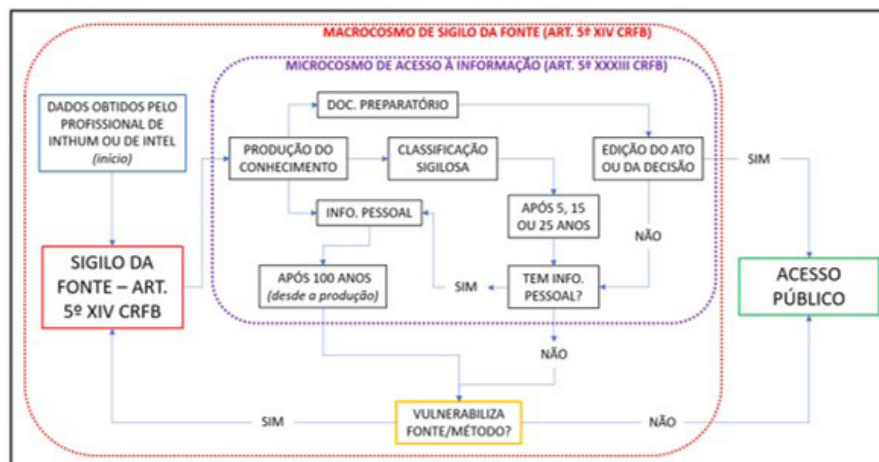 MACROCOSMO DE SIGILO DA FONTE (ART. 5º XIV CRFB)
MICROCOSMO DE ACESSO À INFORMAÇÃO (ART. 5º XXXIII CRFB)
DADOS OBTIDOS PELO
PROFISSIONAL DE
INTHUM OU DE INTEL
(início)
DOC. PREPARATÓRIO
PRODUÇÃO DO
CONHECIMENTO
CLASSIFICAÇÃO
SIGILOSA
EDIÇÃO DO ATO
OU DA DECISÃO
SIM
INFO. PESSOAL
APÓS 5, 15
OU 25 ANOS
NÃO
SIGILO DA
FONTE – ART.
5º XIV CRFB
APÓS 100 ANOS
(desde a produção)
SIM
TEM INFO.
PESSOAL?
ACESSO
PÚBLICO
NÃO
SIM
VULNERABILIZA
FONTE/MÉTODO?
NÃO